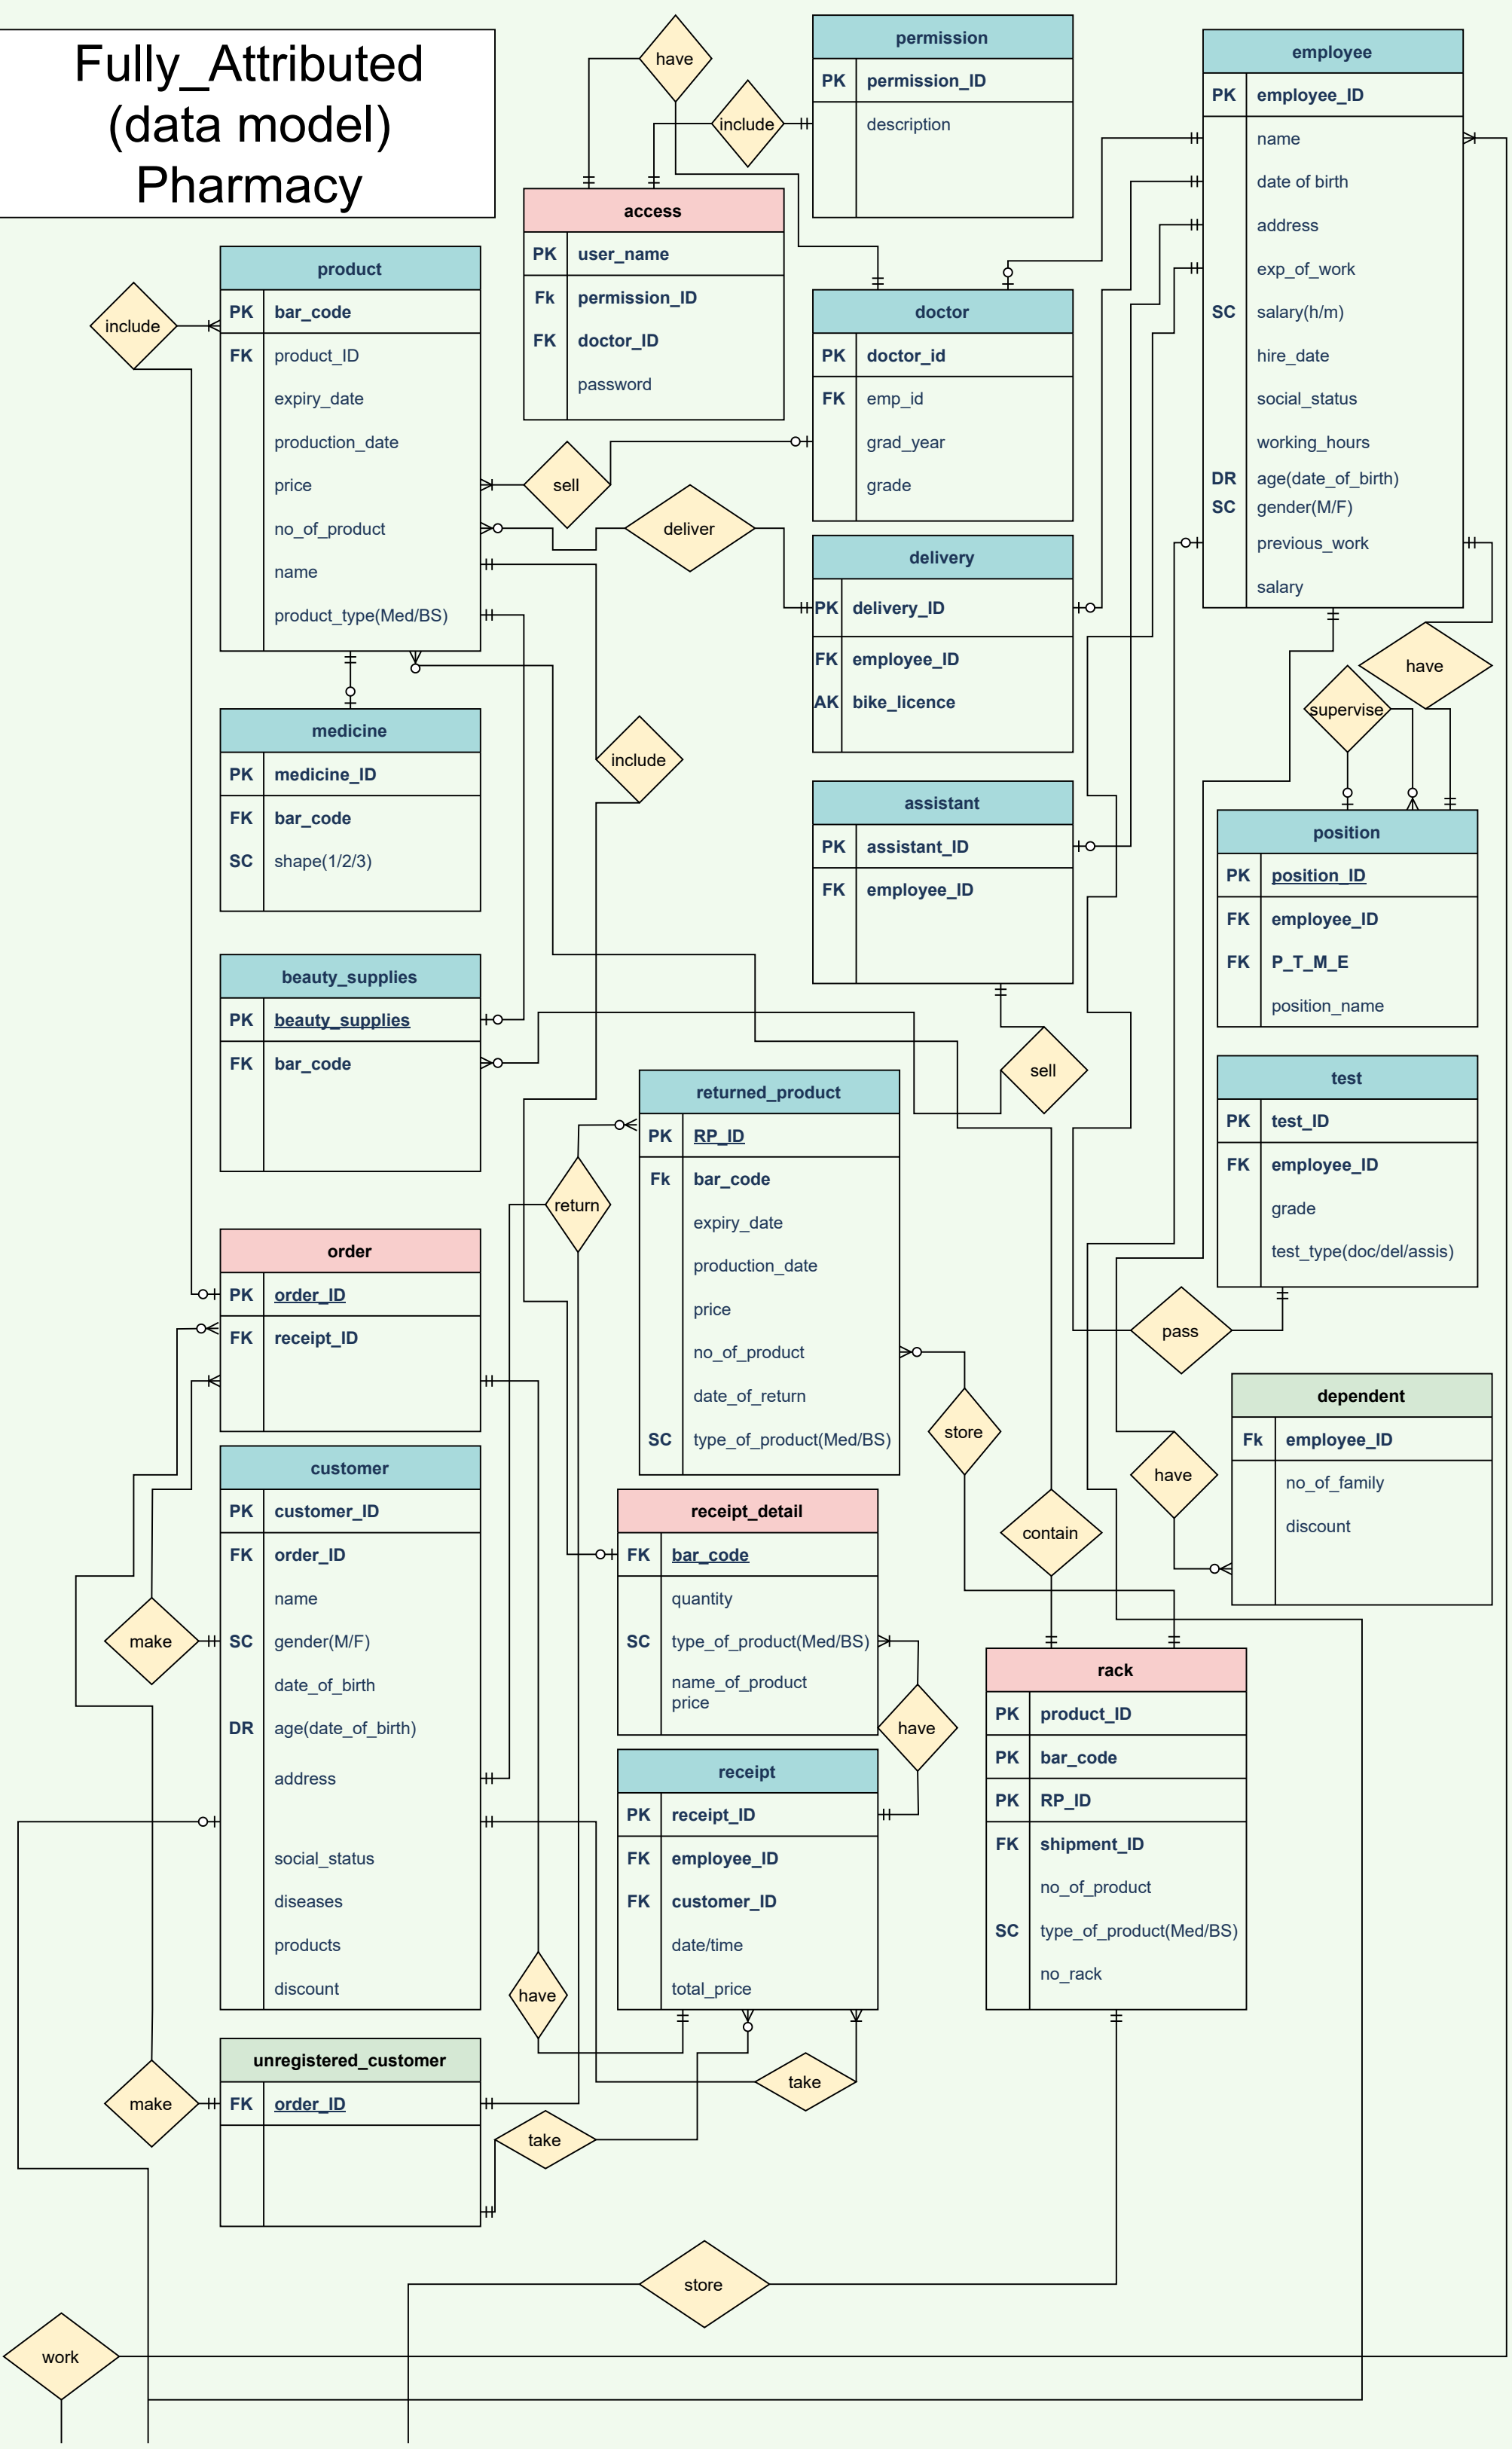 Fully_Attributed
(data model)
Pharmacy
have
include
permission
PK permission_ID
description
employee
PK employee_ID
name
date of birth
address
exp_of_work
SC salary(h/m)
hire_date
social_status
working_hours
DR age(date_of_birth)
SC gender(M/F)
previous_work
salary
access
PK user_name
Fk permission_ID
FK doctor_ID
password
include
product
PK bar_code
FK product_ID
expiry_date
production_date
price
no_of_product
name
product_type(Med/BS)
doctor
PK doctor_id
FK emp_id
grad_year
grade
sell
deliver
delivery
PK delivery_ID
FK employee_ID
AK bike_licence
have
supervise
medicine
PK medicine_ID
FK bar_code
SC shape(1/2/3)
include
assistant
PK assistant_ID
FK employee_ID
position
PK position_ID
FK employee_ID
FK P_T_M_E
position_name
beauty_supplies
PK beauty_supplies
FK bar_code
sell
returned_product
PK RP_ID
Fk bar_code
expiry_date
production_date
price
no_of_product
date_of_return
SC type_of_product(Med/BS)
test
PK test_ID
FK employee_ID
grade
test_type(doc/del/assis)
return
order
PK order_ID
FK receipt_ID
pass
store
have
dependent
Fk employee_ID
no_of_family
discount
customer
PK customer_ID
FK order_ID
name
SC gender(M/F)
date_of_birth
DR age(date_of_birth)
address
social_status
diseases
products
discount
make
receipt_detail
FK bar_code
quantity
SC type_of_product(Med/BS)
name_of_product
price
contain
have
receipt
PK receipt_ID
FK employee_ID
FK customer_ID
date/time
total_price
rack
PK product_ID
PK bar_code
PK RP_ID
FK shipment_ID
no_of_product
SC type_of_product(Med/BS)
no_rack
have
unregistered_customer
FK order_ID
make
take
take
store
work